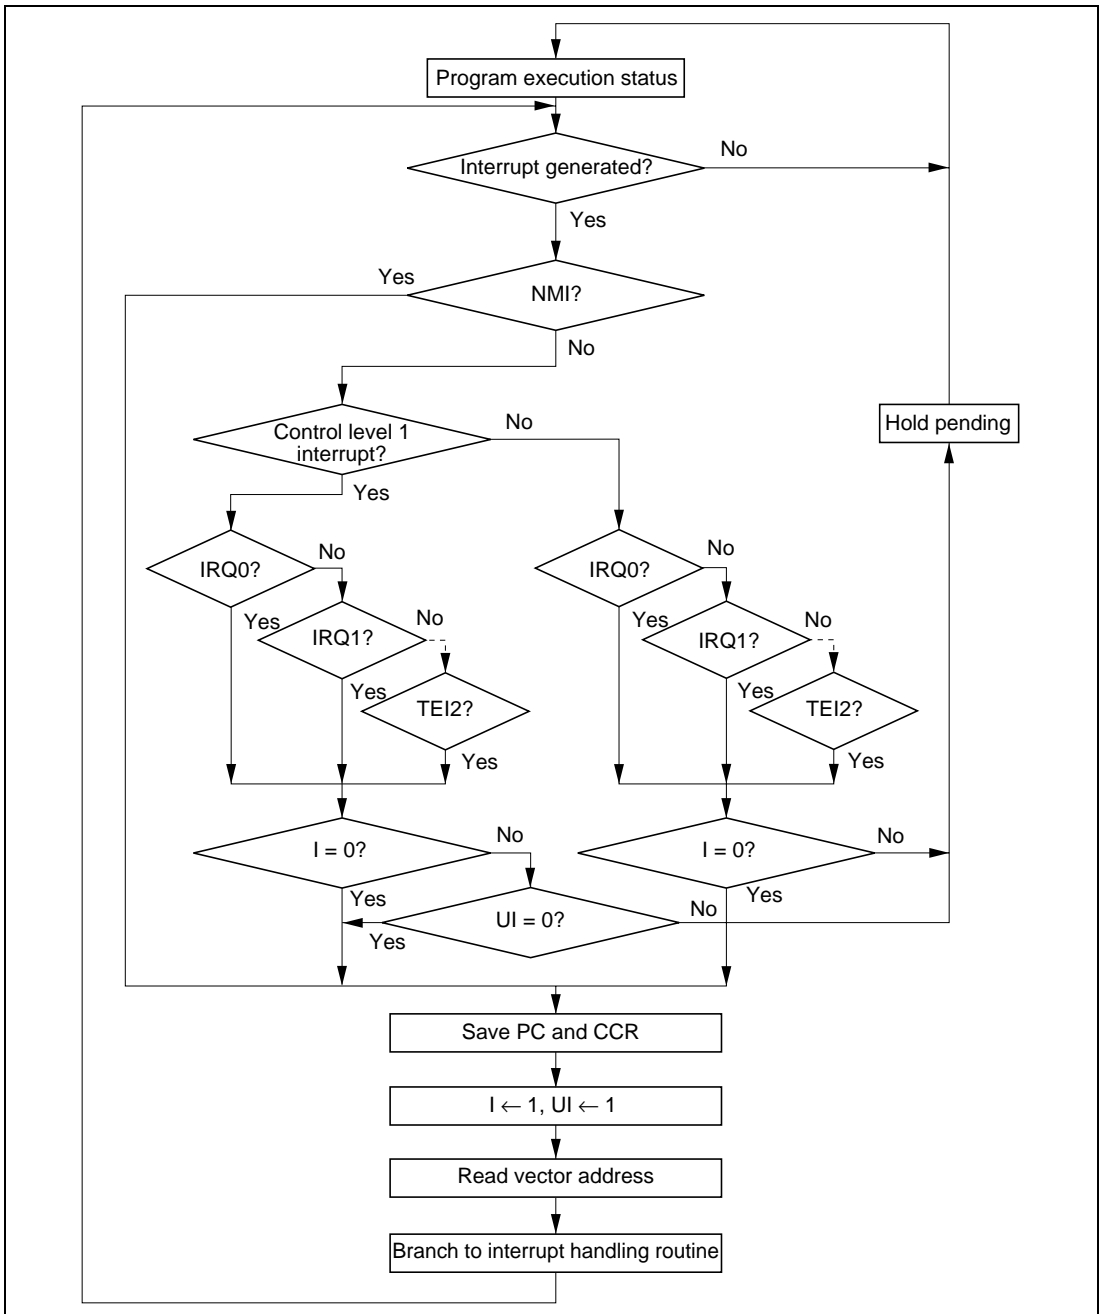 Program execution status
Interrupt generated?
No
Yes
Yes
NMI?
No
Control level 1
interrupt?
No
Hold pending
Yes
IRQ0?
No
IRQ0?
No
Yes
IRQ1?
No
Yes
IRQ1?
No
Yes
TEI2?
Yes
TEI2?
Yes
Yes
I = 0?
No
I = 0?
No
Yes
UI = 0?
No
Yes
Yes
Save PC and CCR
I ← 1, UI ← 1
Read vector address
Branch to interrupt handling routine